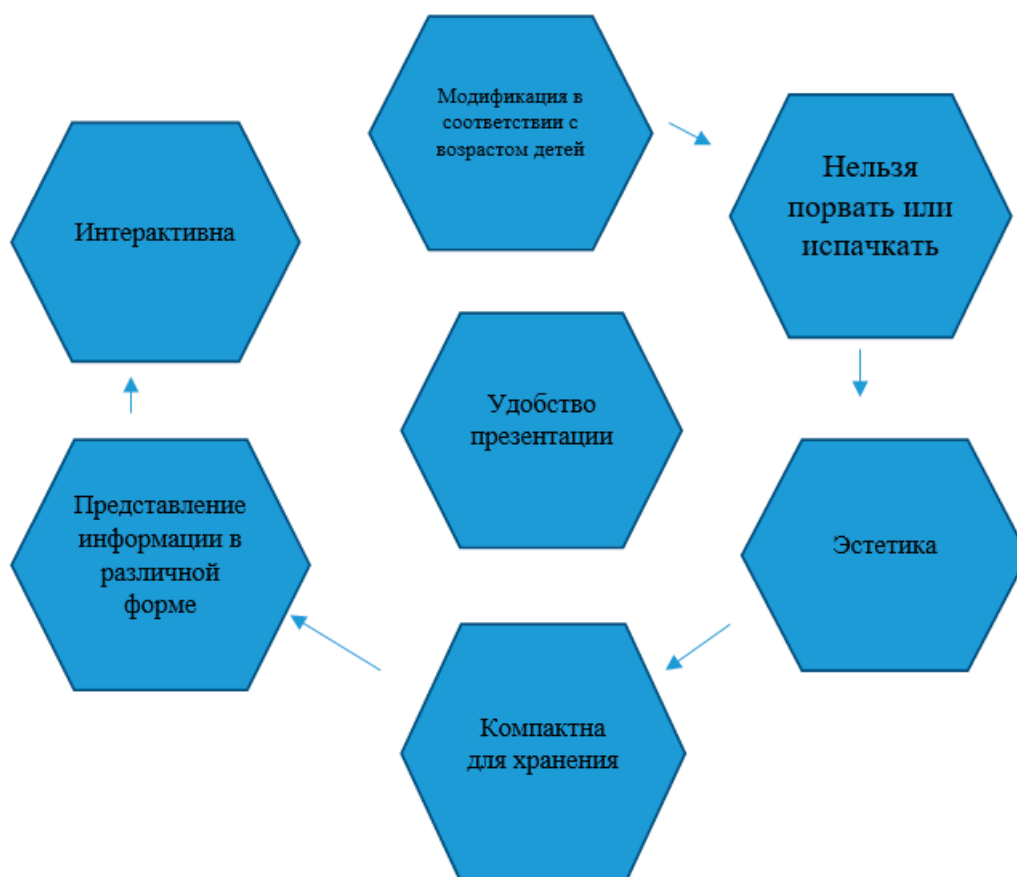 Модификация в
соответствии с
возрастом детей
Нельзя
порвать или
испачкать
Интерактивна
Удобство
презентации
Представление
информации в
различной
форме
Эстетика
Компактна
для хранения